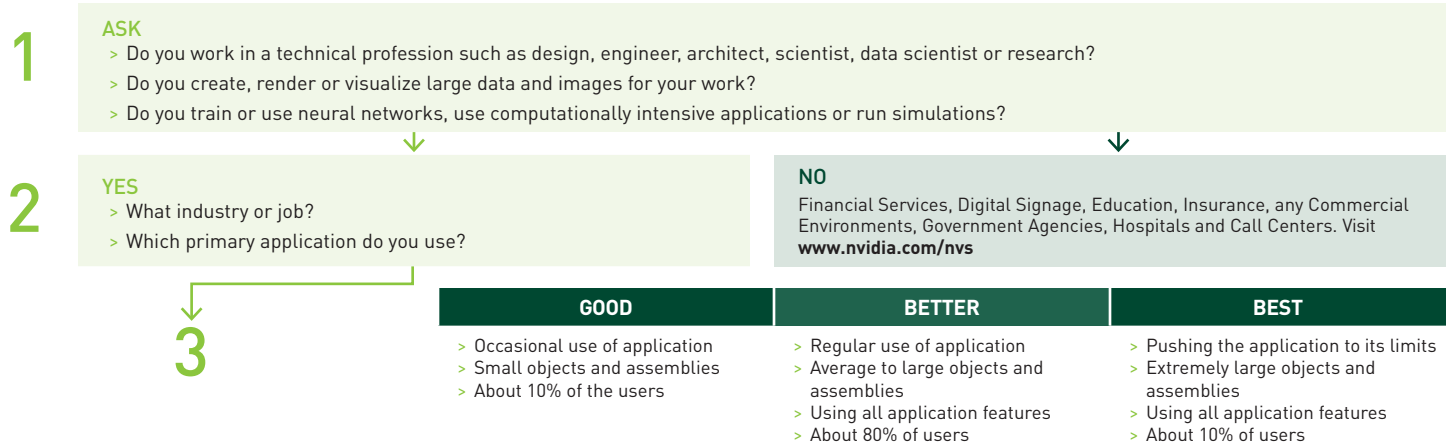 1
ASK
> Do you work in a technical profession such as design, engineer, architect, scientist, data scientist or research?
> Do you create, render or visualize large data and images for your work?
> Do you train or use neural networks, use computationally intensive applications or run simulations?
2
YES
> What industry or job?
> Which primary application do you use?
NO
Financial Services, Digital Signage, Education, Insurance, any Commercial
Environments, Government Agencies, Hospitals and Call Centers. Visit
www.nvidia.com/nvs
3
GOOD
> Occasional use of application
> Small objects and assemblies
> About 10% of the users
BETTER
> Regular use of application
> Average to large objects and
assemblies
> Using all application features
> About 80% of users
BEST
> Pushing the application to its limits
> Extremely large objects and
assemblies
> Using all application features
> About 10% of users